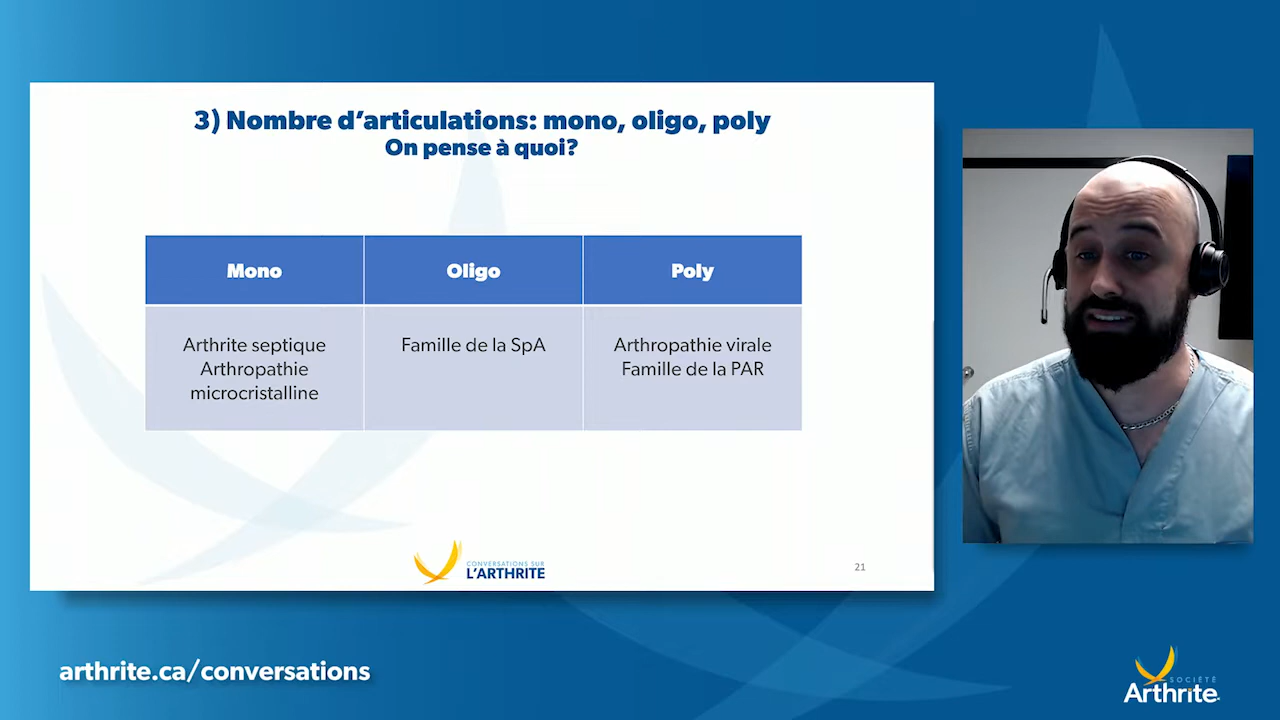 3) Nombre d'articulations: mono, oligo, poly
On pense à quoi?
Mono
Oligo
Poly
Arthrite septique
Arthropathie
microcristalline
Famille de la SpA
Arthropathie virale
Famille de la PAR
CONVERSATIONS SUR
L'ARTHRITE
21
arthrite.ca/conversations
SOCIÉTÉ
Arthrite